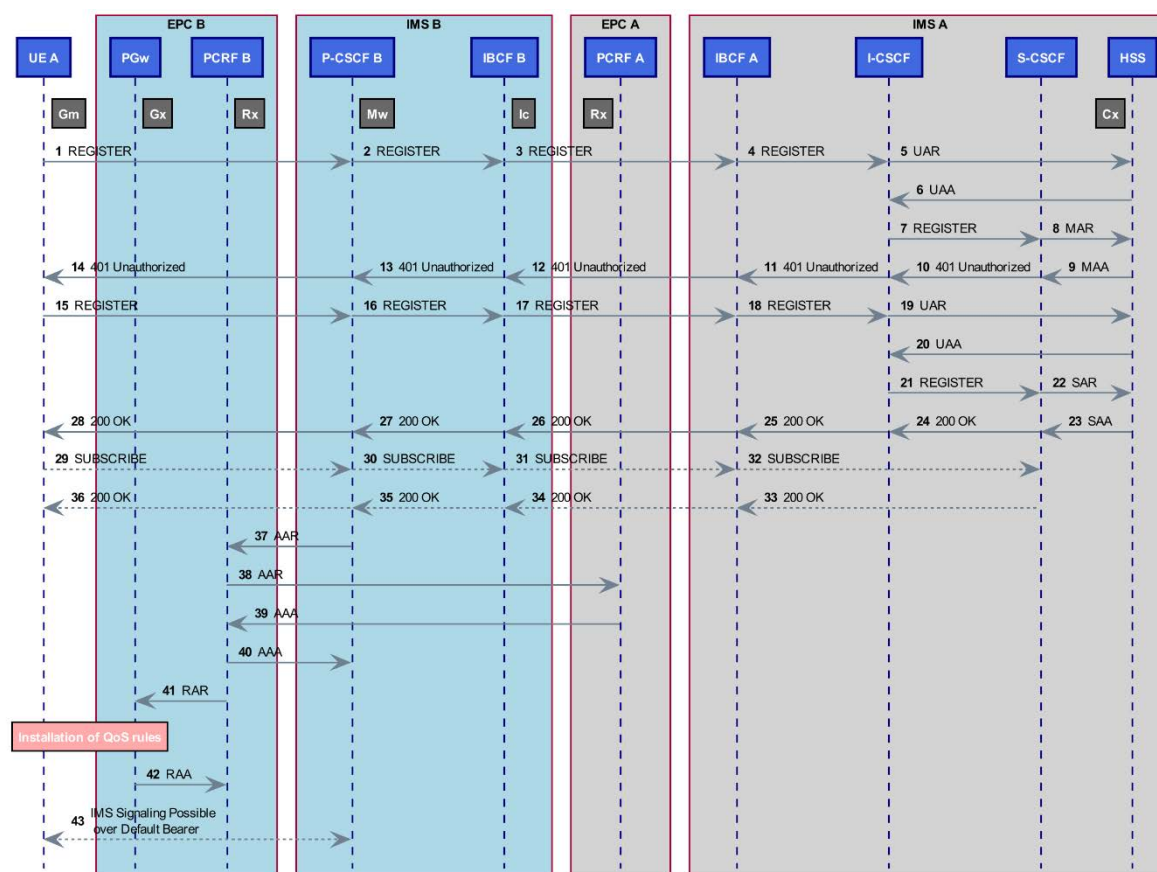 EPC B IMS B EPC A IMS A
UE A PGw PCRF B P-CSCF B IBCF B PCRF A IBCF A I-CSCF S-CSCF HSS
Gm Gx Rx Mw Ic Rx Cx
1 REGISTER 2 REGISTER 3 REGISTER 4 REGISTER 5 UAR
6 UAA
7 REGISTER 8 MAR
14 401 Unauthorized 13 401 Unauthorized 12 401 Unauthorized 11 401 Unauthorized 10 401 Unauthorized 9 MAA
15 REGISTER 16 REGISTER 17 REGISTER 18 REGISTER 19 UAR
20 UAA
21 REGISTER 22 SAR
28 200 OK 27 200 OK 26 200 OK 25 200 OK 24 200 OK 23 SAA
29 SUBSCRIBE 30 SUBSCRIBE 31 SUBSCRIBE 32 SUBSCRIBE
36 200 OK 35 200 OK 34 200 OK 33 200 OK
37 AAR
38 AAR
39 AAA
40 AAA
41 RAR
Installation of QoS rules
42 RAA
43 IMS Signaling Possible
over Default Bearer